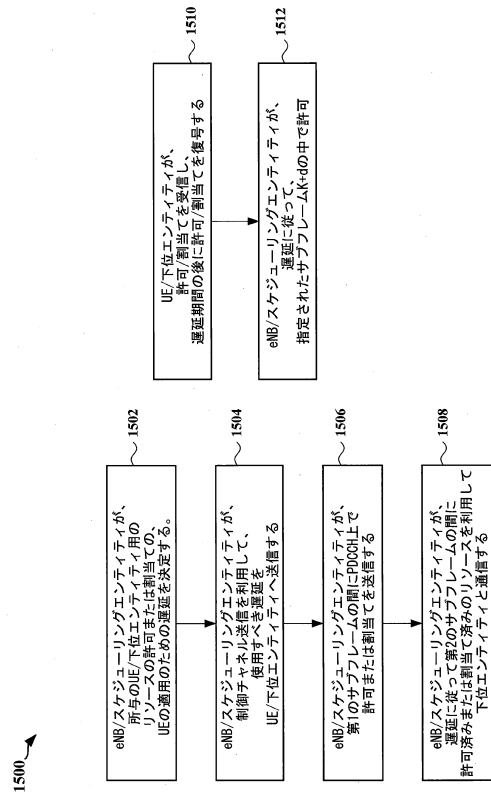 1500
1502
eNB/スケジューリングエンティティが、
所与のUE/下位エンティティ用の
リソースの許可または割当ての、
UEの適用のための遅延を決定する。
1504
eNB/スケジューリングエンティティが、
制御チャネル送信を利用して、
使用すべき遅延を
UE/下位エンティティへ送信する
1506
eNB/スケジューリングエンティティが、
第1のサブフレームの間にPDCCH上で
許可または割当てを送信する
1508
eNB/スケジューリングエンティティが、
遅延に従って第2のサブフレームの間に
許可済みまたは割当て済みのリソースを利用して
下位エンティティと通信する
1510
UE/下位エンティティが、
許可/割当てを受信し、
遅延期間の後に許可/割当てを復号する
1512
eNB/スケジューリングエンティティが、
遅延に従って、
指定されたサブフレームK+dの中で許可